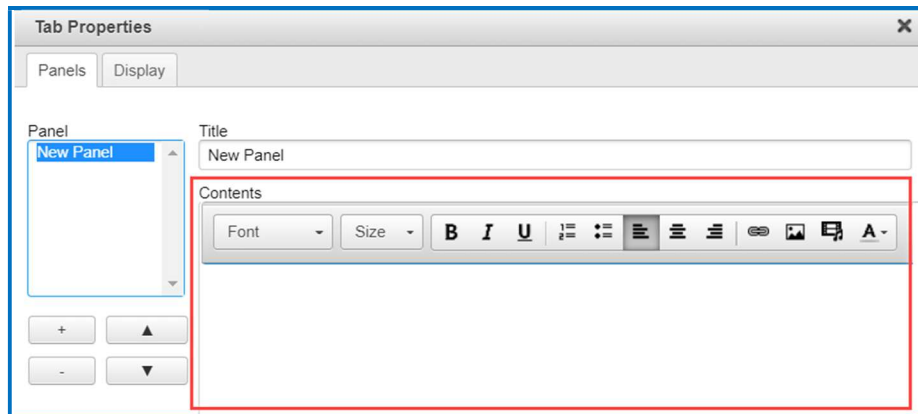 Tab Properties
Panels Display
Panel
New Panel
Title
New Panel
Contents
Font Size B I U A
+
-